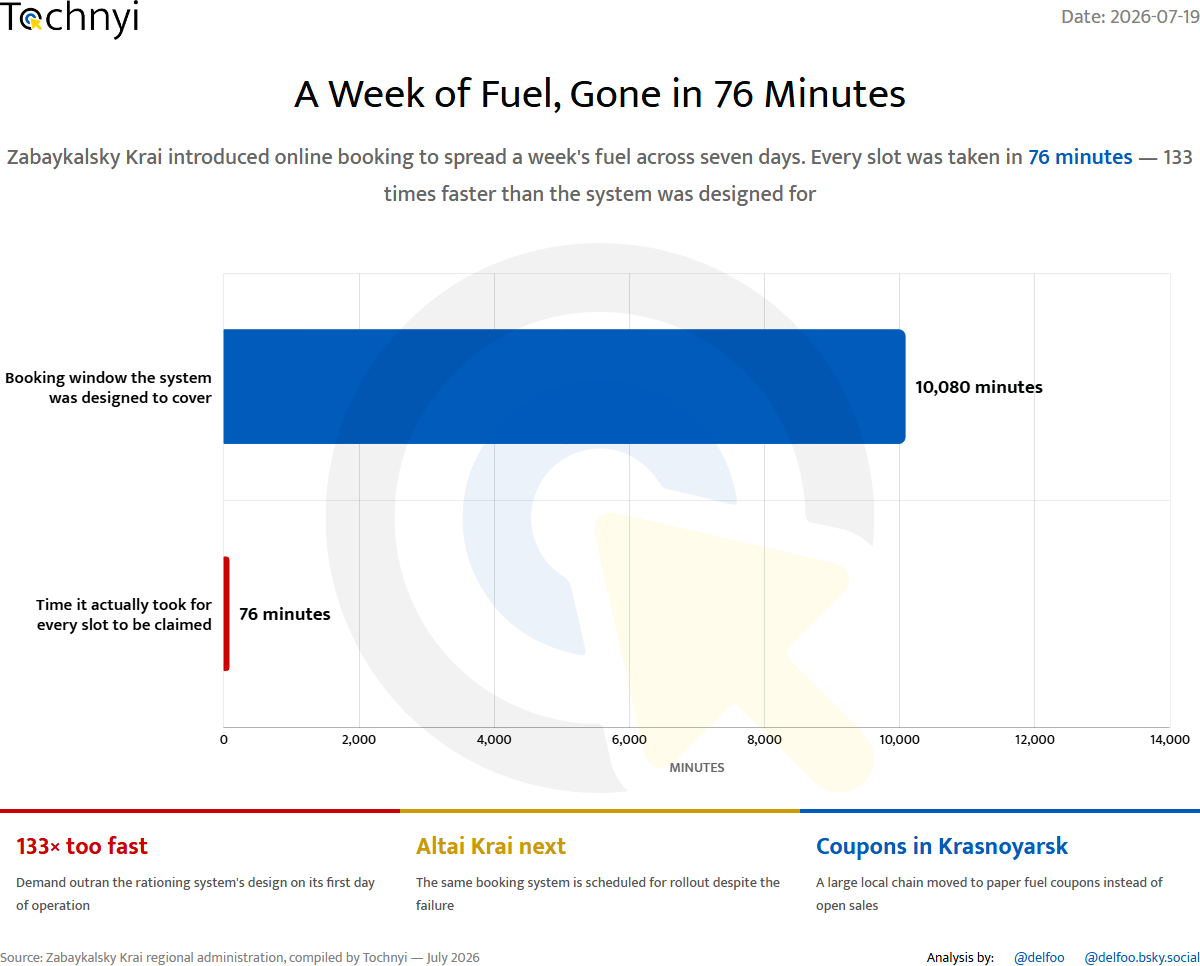 Tochnyi
Date: 2026-07-19
A Week of Fuel, Gone in 76 Minutes
Zabaykalsky Krai introduced online booking to spread a week's fuel across seven days. Every slot was taken in 76 minutes — 133
times faster than the system was designed for
Booking window the system
was designed to cover
10,080 minutes
Time it actually took for
every slot to be claimed
76 minutes
0 2,000 4,000 6,000 8,000 10,000 12,000 14,000
MINUTES
133× too fast
Demand outran the rationing system's design on its first day
of operation
Altai Krai next
The same booking system is scheduled for rollout despite the
failure
Coupons in Krasnoyarsk
A large local chain moved to paper fuel coupons instead of
open sales
Source: Zabaykalsky Krai regional administration, compiled by Tochnyi — July 2026
Analysis by: @delfoo @delfoo.bsky.social